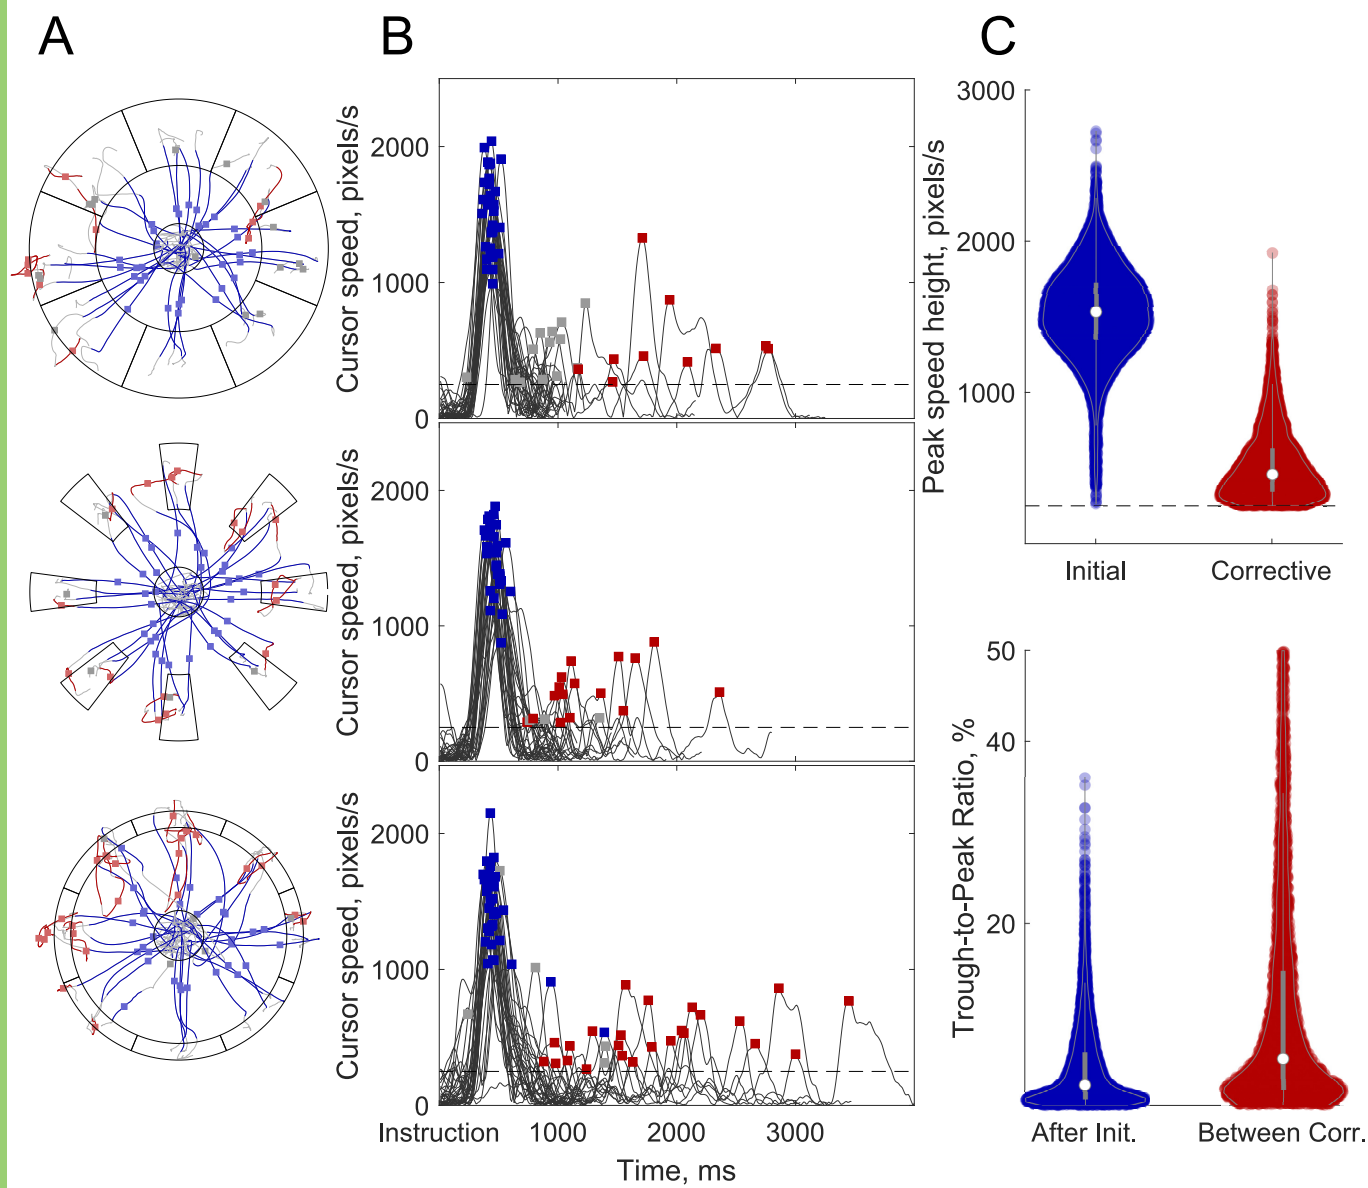 A
B
C
Cursor speed, pixels/s
2000
1000
0
Cursor speed, pixels/s
2000
1000
0
Cursor speed, pixels/s
2000
1000
0
Instruction
1000
2000
3000
Time, ms
Peak speed height, pixels/s
3000
2000
1000
Initial
Corrective
Trough-to-Peak Ratio, %
50
40
20
After Init.
Between Corr.